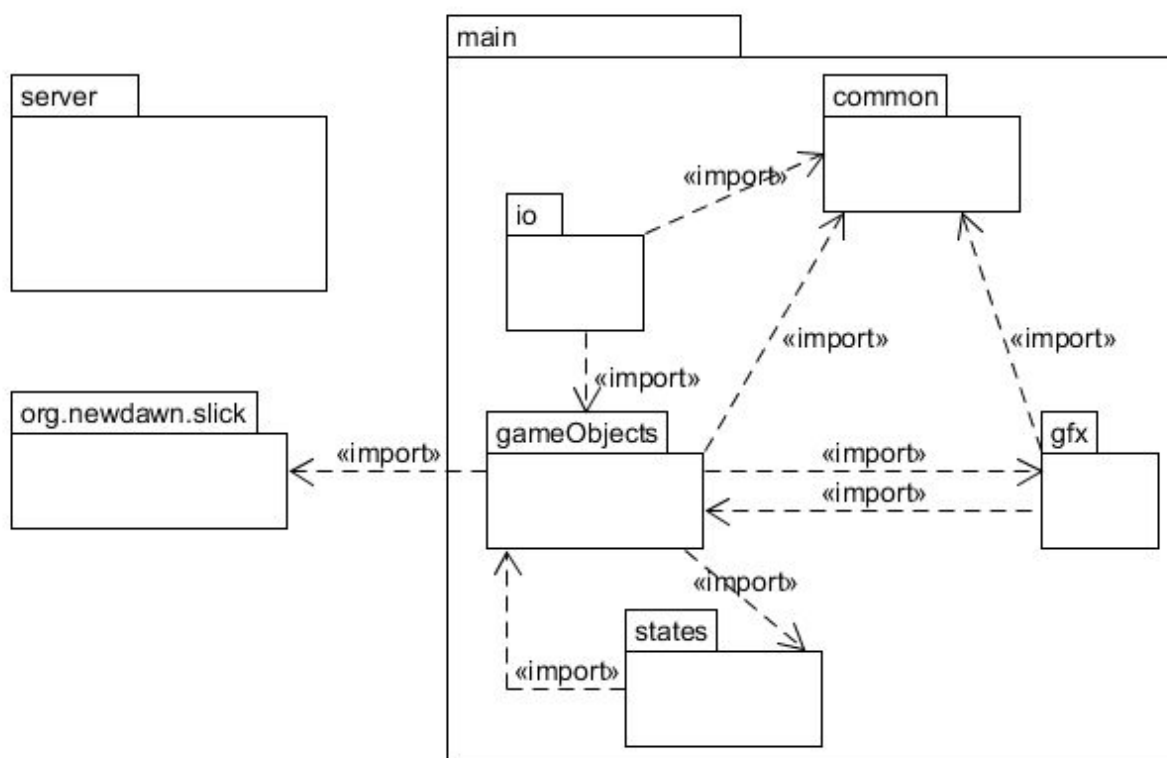 main
server
common
«import»
io
«import»
«import»
«import»
org.newdawn.slick
gameObjects
gfx
«import»
«import»
«import»
«import»
states
«import»